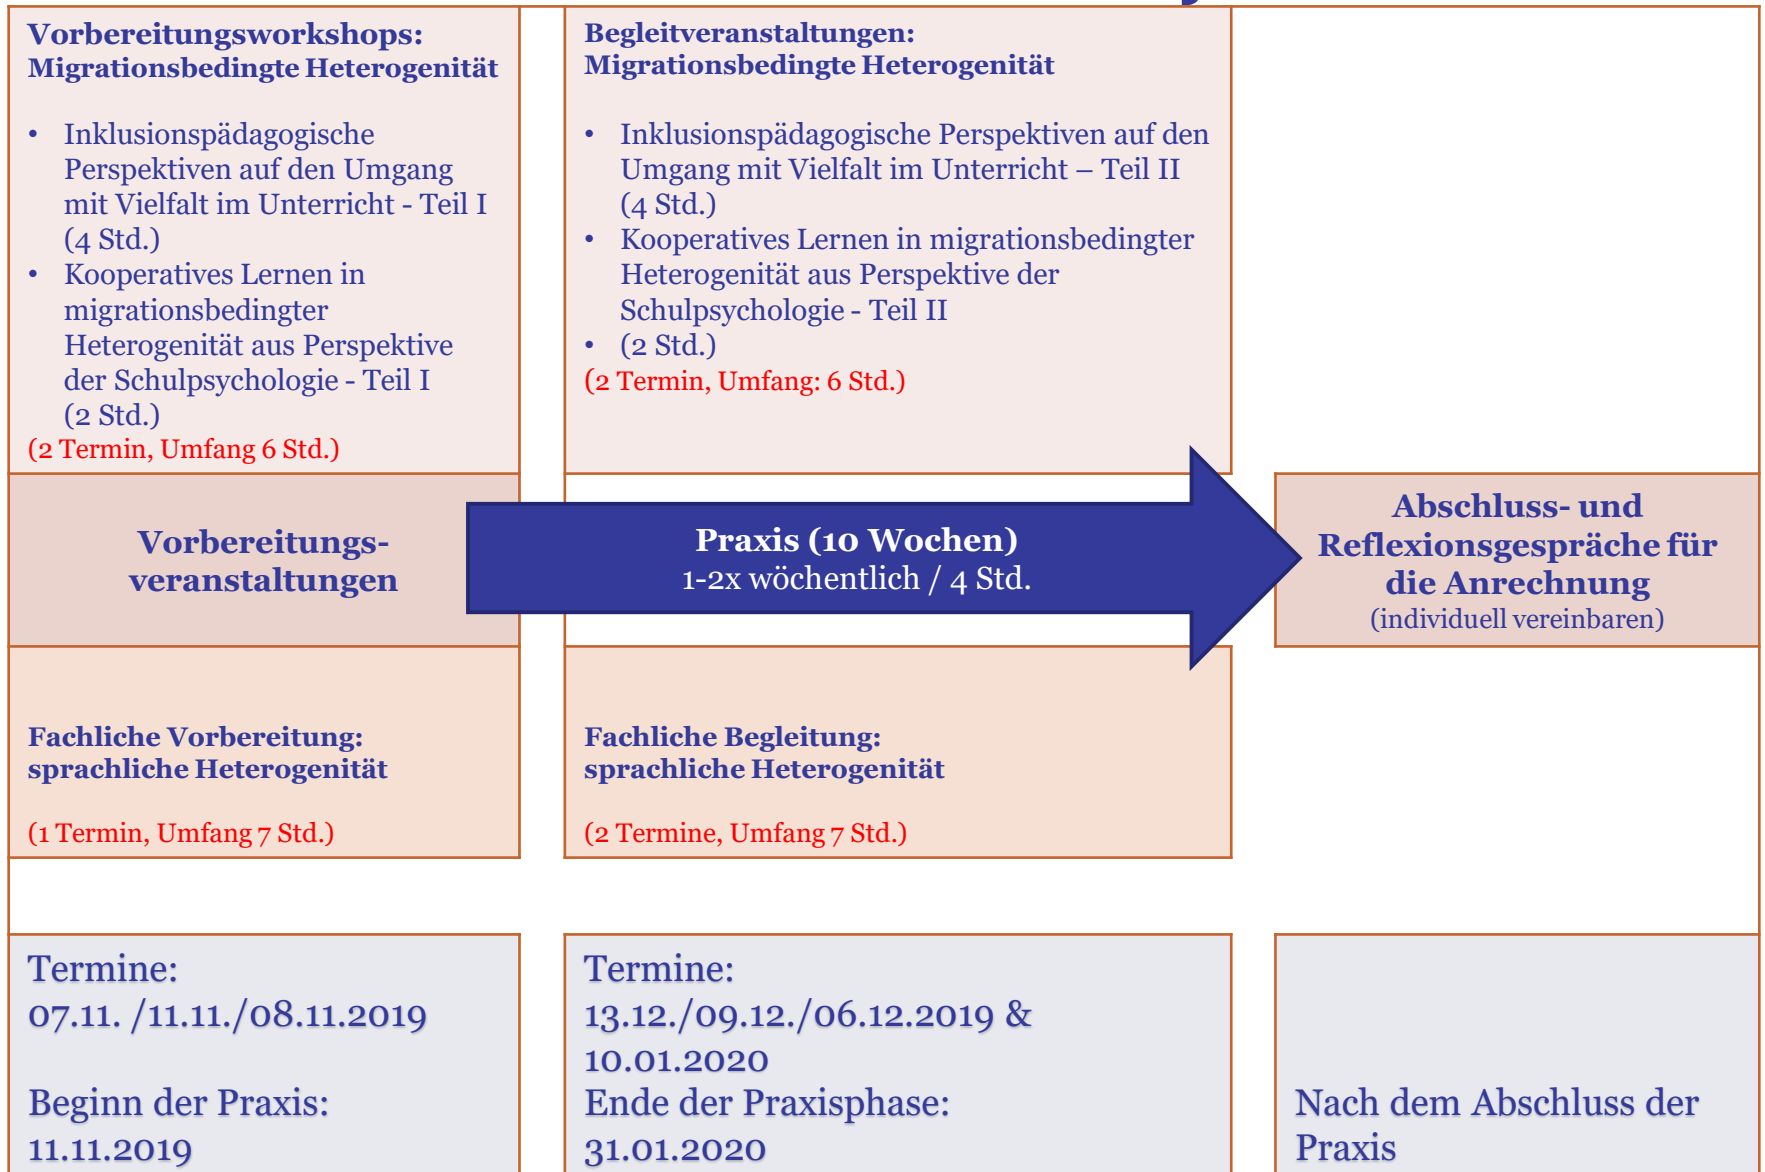 Vorbereitungsworkshops:
Migrationsbedingte Heterogenität
• Inklusionspädagogische
Perspektiven auf den Umgang
mit Vielfalt im Unterricht - Teil I
(4 Std.)
• Kooperatives Lernen in
migrationsbedingter
Heterogenität aus Perspektive
der Schulpsychologie - Teil I
(2 Std.)
(2 Termin, Umfang 6 Std.)
Begleitveranstaltungen:
Migrationsbedingte Heterogenität
• Inklusionspädagogische Perspektiven auf den
Umgang mit Vielfalt im Unterricht – Teil II
(4 Std.)
• Kooperatives Lernen in migrationsbedingter
Heterogenität aus Perspektive der
Schulpsychologie - Teil II
• (2 Std.)
(2 Termin, Umfang: 6 Std.)
Vorbereitungs-
veranstaltungen
Praxis (10 Wochen)
1-2x wöchentlich / 4 Std.
Abschluss- und
Reflexionsgespräche für
die Anrechnung
(individuell vereinbaren)
Fachliche Vorbereitung:
sprachliche Heterogenität
(1 Termin, Umfang 7 Std.)
Fachliche Begleitung:
sprachliche Heterogenität
(2 Termine, Umfang 7 Std.)
Termine:
07.11. /11.11./08.11.2019
Beginn der Praxis:
11.11.2019
Termine:
13.12./09.12./06.12.2019 &
10.01.2020
Ende der Praxisphase:
31.01.2020
Nach dem Abschluss der
Praxis